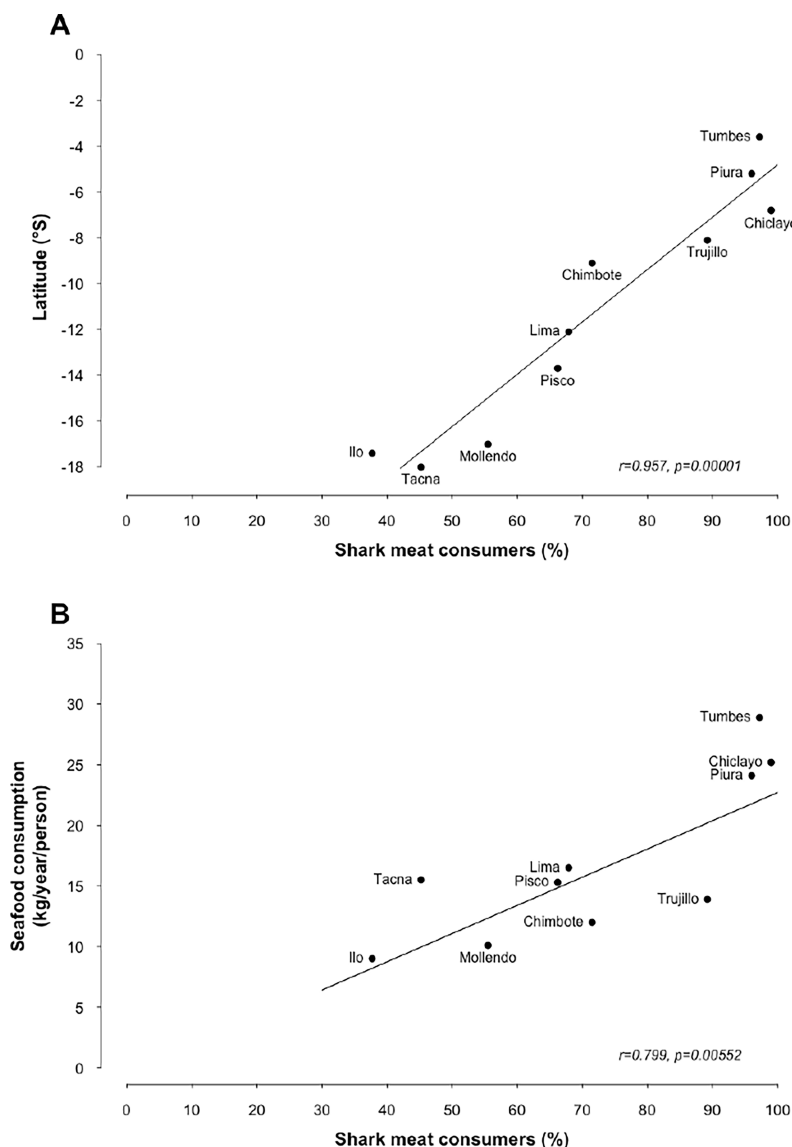 A
0
-2
-4
-6
-8
-10
-12
-14
-16
-18
Latitude (°S)
Tumbes
Piura
Chiclayo
Trujillo
Chimbote
Lima
Pisco
Ilo
Mollendo
Tacna
r=0.957, p=0.00001
0 10 20 30 40 50 60 70 80 90 100
Shark meat consumers (%)
B
35
30
25
20
15
10
5
0
Seafood consumption
(kg/year/person)
Tumbes
Chiclayo
Piura
Lima
Tacna
Pisco
Trujillo
Chimbote
Ilo
Mollendo
r=0.799, p=0.00552
0 10 20 30 40 50 60 70 80 90 100
Shark meat consumers (%)